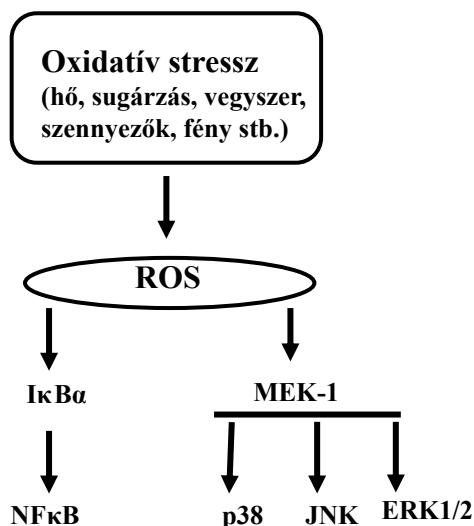 Oxidatív stressz
(hő, sugárzás, vegyszer,
szennyezők, fény stb.)
ROS
IκBα
MEK-1
NFκB
p38
JNK
ERK1/2